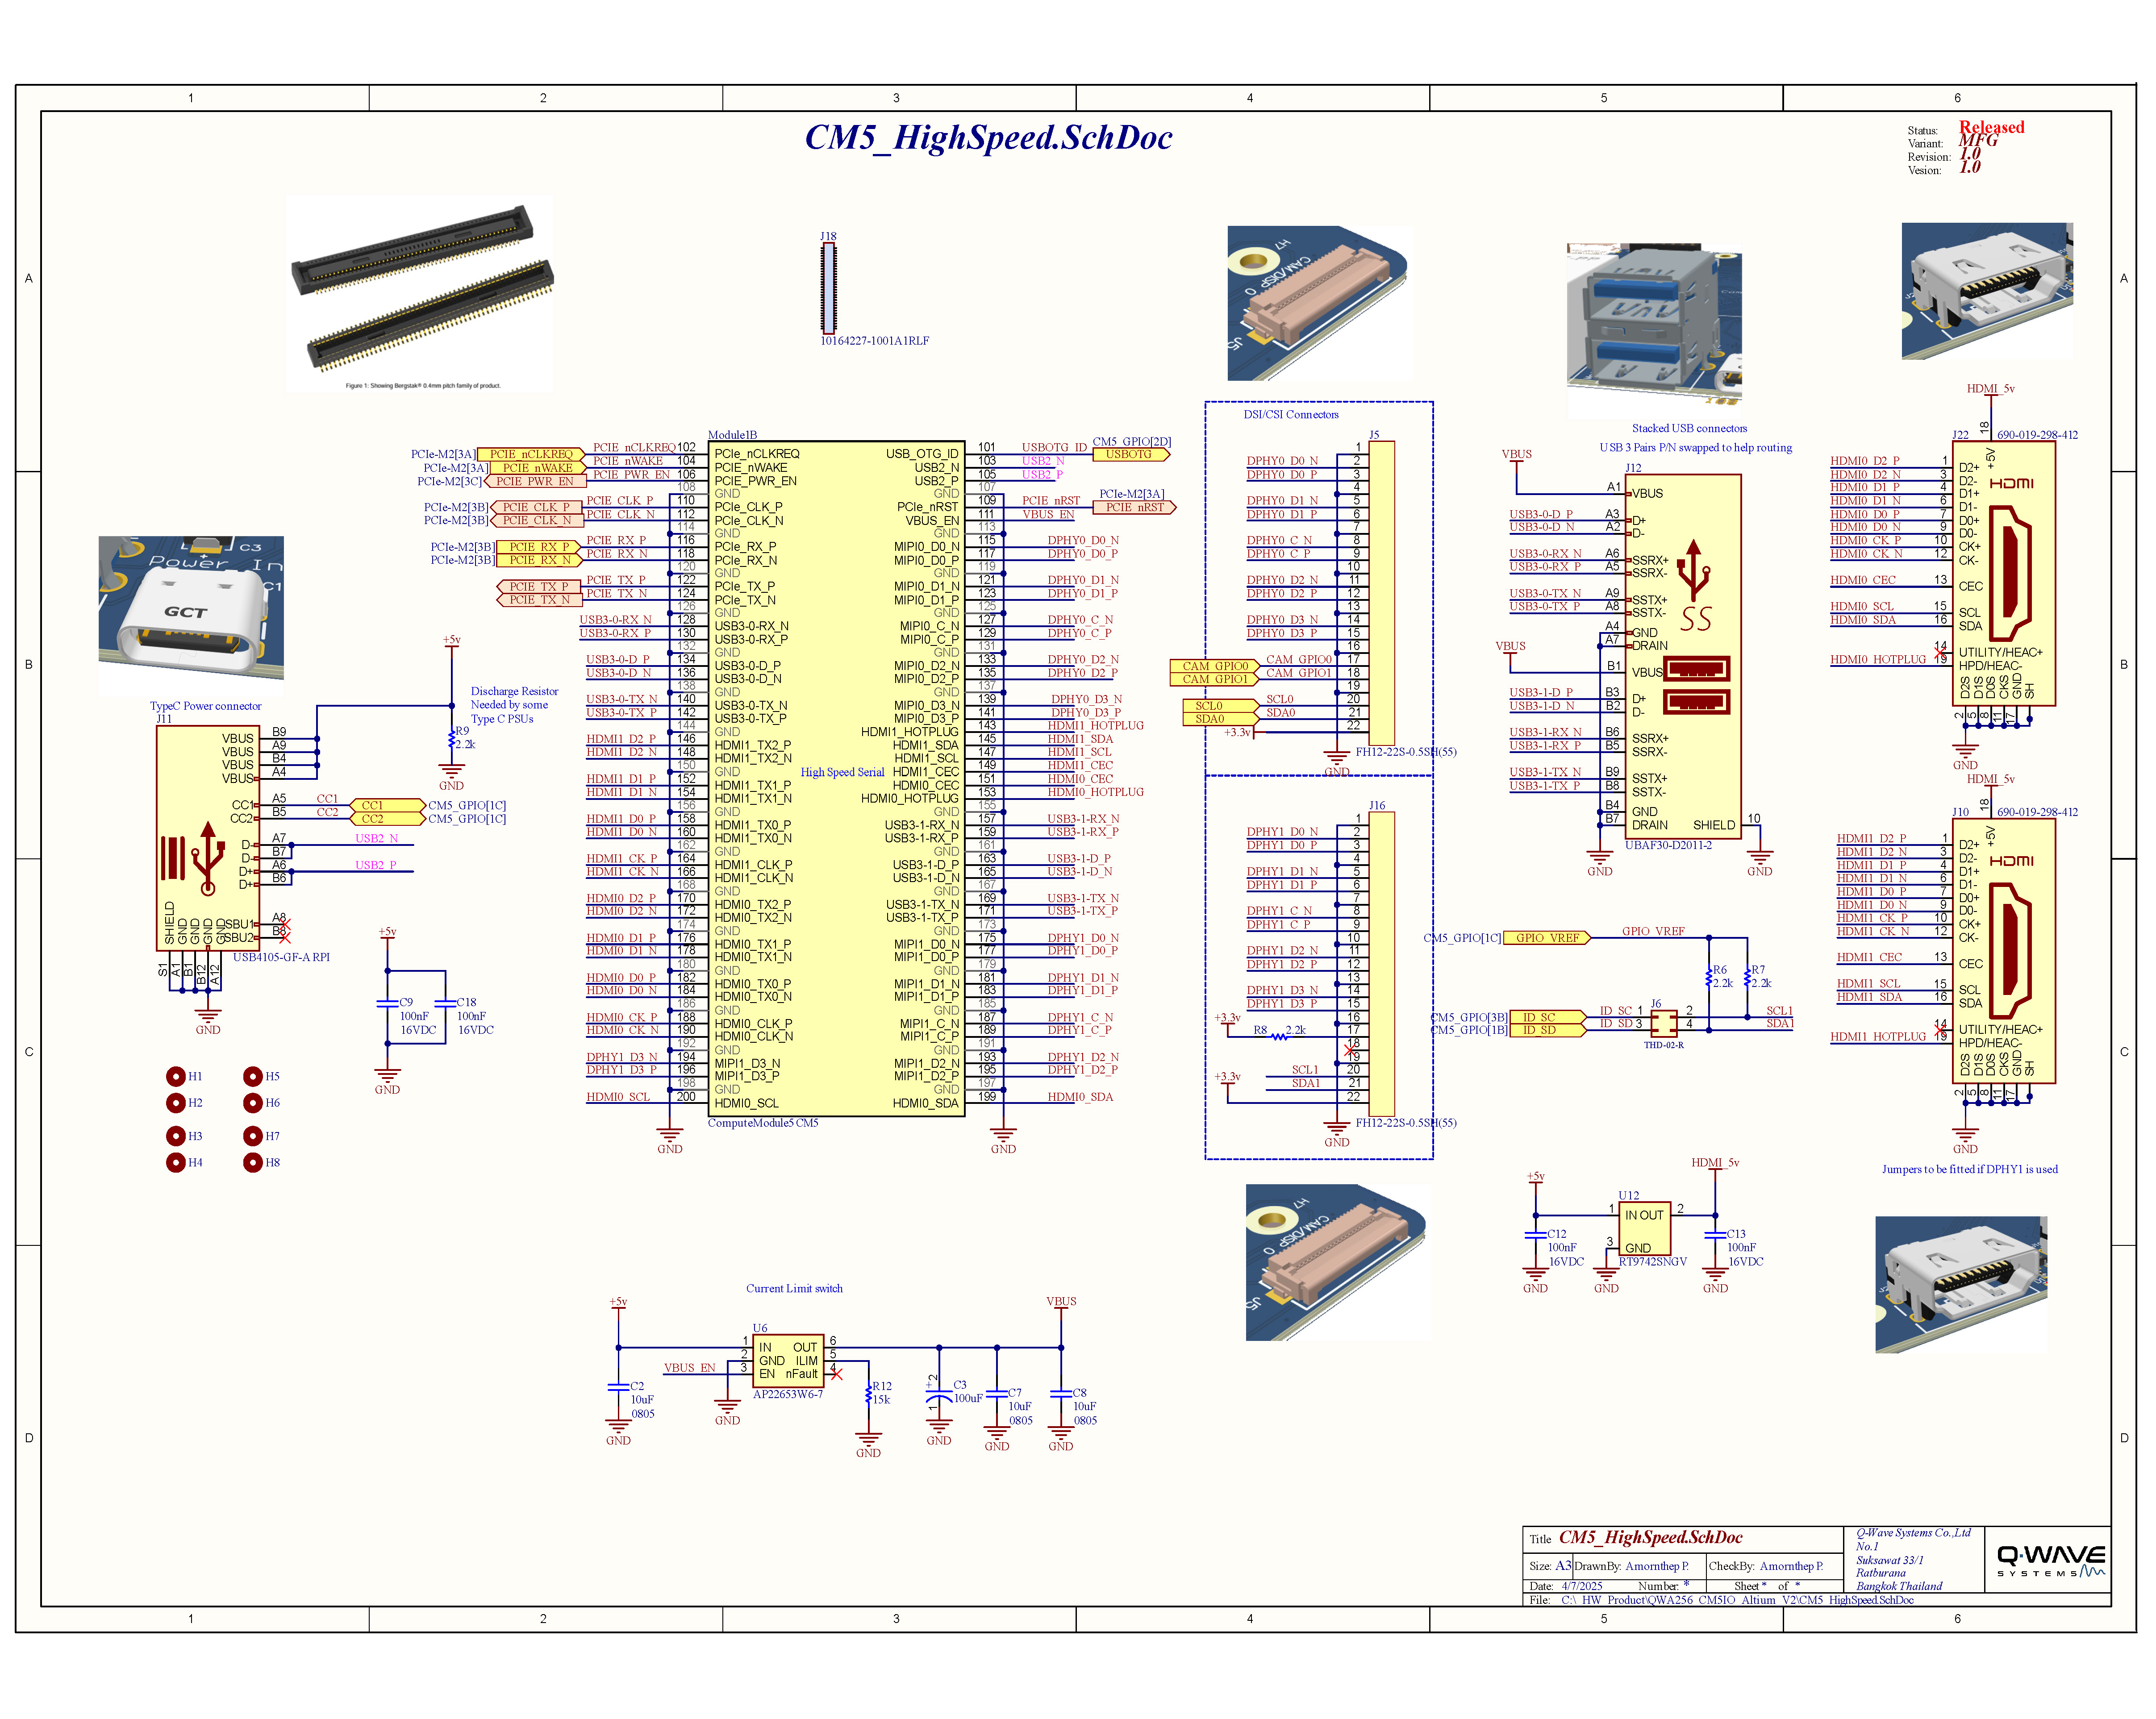 1 2 3 4 5 6
CM5_HighSpeed.SchDoc
Status: Released
Variant: MFG
Revision: 1.0
Vesion: 1.0
A
B
C
D
Figure 1: Showing Bergstak® 0.4mm pitch family of product.
J18
10164227-1001A1RLF
Power In
C3
C1
GCT
TypeC Power connector
J11
VBUS B9
VBUS A9
VBUS B4
VBUS A4
CC1 A5 CC1 CC1 CM5_GPIO[1C]
CC2 B5 CC2 CC2 CM5_GPIO[1C]
D- A7 USB2_N
D- B7
D+ A6 USB2_P
D+ B6
SBU1 A8
SBU2 B8
SHIELD GND GND GND GND
S1 A1 B1 B12 A12
USB4105-GF-A RPI
GND
+5v
R9
2.2k
GND
Discharge Resistor
Needed by some
Type C PSUs
+5v
C9
100nF
16VDC
C18
100nF
16VDC
GND
H1 H5
H2 H6
H3 H7
H4 H8
Module1B
PCIe-M2[3A] PCIE_nCLKREQ PCIE_nCLKREQ 102 PCIe_nCLKREQ
PCIe-M2[3A] PCIE_nWAKE PCIE_nWAKE 104 PCIE_nWAKE
PCIe-M2[3C] PCIE_PWR_EN PCIE_PWR_EN 106 PCIE_PWR_EN
108 GND
PCIe-M2[3B] PCIE_CLK_P PCIE_CLK_P 110 PCIe_CLK_P
PCIe-M2[3B] PCIE_CLK_N PCIE_CLK_N 112 PCIe_CLK_N
114 GND
PCIe-M2[3B] PCIE_RX_P PCIE_RX_P 116 PCIe_RX_P
PCIe-M2[3B] PCIE_RX_N PCIE_RX_N 118 PCIe_RX_N
120 GND
PCIE_TX_P PCIE_TX_P 122 PCIe_TX_P
PCIE_TX_N PCIE_TX_N 124 PCIe_TX_N
126 GND
USB3-0-RX_N 128 USB3-0-RX_N
USB3-0-RX_P 130 USB3-0-RX_P
132 GND
USB3-0-D_P 134 USB3-0-D_P
USB3-0-D_N 136 USB3-0-D_N
138 GND
USB3-0-TX_N 140 USB3-0-TX_N
USB3-0-TX_P 142 USB3-0-TX_P
144 GND
HDMI1_D2_P 146 HDMI1_TX2_P
HDMI1_D2_N 148 HDMI1_TX2_N
150 GND
HDMI1_D1_P 152 HDMI1_TX1_P
HDMI1_D1_N 154 HDMI1_TX1_N
156 GND
HDMI1_D0_P 158 HDMI1_TX0_P
HDMI1_D0_N 160 HDMI1_TX0_N
162 GND
HDMI1_CK_P 164 HDMI1_CLK_P
HDMI1_CK_N 166 HDMI1_CLK_N
168 GND
HDMI0_D2_P 170 HDMI0_TX2_P
HDMI0_D2_N 172 HDMI0_TX2_N
174 GND
HDMI0_D1_P 176 HDMI0_TX1_P
HDMI0_D1_N 178 HDMI0_TX1_N
180 GND
HDMI0_D0_P 182 HDMI0_TX0_P
HDMI0_D0_N 184 HDMI0_TX0_N
186 GND
HDMI0_CK_P 188 HDMI0_CLK_P
HDMI0_CK_N 190 HDMI0_CLK_N
192 GND
DPHY1_D3_N 194 MIPI1_D3_N
DPHY1_D3_P 196 MIPI1_D3_P
198 GND
HDMI0_SCL 200 HDMI0_SCL
High Speed Serial
USB_OTG_ID 101 USBOTG_ID USBOTG CM5_GPIO[2D]
USB2_N 103 USB2_N
USB2_P 105 USB2_P
GND 107
PCIe_nRST 109 PCIE_nRST PCIE_nRST PCIe-M2[3A]
VBUS_EN 111 VBUS_EN
GND 113
MIPI0_D0_N 115 DPHY0_D0_N
MIPI0_D0_P 117 DPHY0_D0_P
GND 119
MIPI0_D1_N 121 DPHY0_D1_N
MIPI0_D1_P 123 DPHY0_D1_P
GND 125
MIPI0_C_N 127 DPHY0_C_N
MIPI0_C_P 129 DPHY0_C_P
GND 131
MIPI0_D2_N 133 DPHY0_D2_N
MIPI0_D2_P 135 DPHY0_D2_P
GND 137
MIPI0_D3_N 139 DPHY0_D3_N
MIPI0_D3_P 141 DPHY0_D3_P
HDMI1_HOTPLUG 143 HDMI1_HOTPLUG
HDMI1_SDA 145 HDMI1_SDA
HDMI1_SCL 147 HDMI1_SCL
HDMI1_CEC 149 HDMI1_CEC
HDMI0_CEC 151 HDMI0_CEC
HDMI0_HOTPLUG 153 HDMI0_HOTPLUG
GND 155
USB3-1-RX_N 157 USB3-1-RX_N
USB3-1-RX_P 159 USB3-1-RX_P
GND 161
USB3-1-D_P 163 USB3-1-D_P
USB3-1-D_N 165 USB3-1-D_N
GND 167
USB3-1-TX_N 169 USB3-1-TX_N
USB3-1-TX_P 171 USB3-1-TX_P
GND 173
MIPI1_D0_N 175 DPHY1_D0_N
MIPI1_D0_P 177 DPHY1_D0_P
GND 179
MIPI1_D1_N 181 DPHY1_D1_N
MIPI1_D1_P 183 DPHY1_D1_P
GND 185
MIPI1_C_N 187 DPHY1_C_N
MIPI1_C_P 189 DPHY1_C_P
GND 191
MIPI1_D2_N 193 DPHY1_D2_N
MIPI1_D2_P 195 DPHY1_D2_P
GND 197
HDMI0_SDA 199 HDMI0_SDA
ComputeModule5 CM5
GND GND
H7
CAM/DISP 0
J5
DSI/CSI Connectors
J5
1
DPHY0_D0_N 2
DPHY0_D0_P 3
4
DPHY0_D1_N 5
DPHY0_D1_P 6
7
DPHY0_C_N 8
DPHY0_C_P 9
10
DPHY0_D2_N 11
DPHY0_D2_P 12
13
DPHY0_D3_N 14
DPHY0_D3_P 15
16
CAM_GPIO0 CAM_GPIO0 17
CAM_GPIO1 CAM_GPIO1 18
19
SCL0 SCL0 20
SDA0 SDA0 21
+3.3v 22
GND
FH12-22S-0.5SH(55)
J16
1
DPHY1_D0_N 2
DPHY1_D0_P 3
4
DPHY1_D1_N 5
DPHY1_D1_P 6
7
DPHY1_C_N 8
DPHY1_C_P 9
10
DPHY1_D2_N 11
DPHY1_D2_P 12
13
DPHY1_D3_N 14
DPHY1_D3_P 15
16
+3.3v R8 2.2k 17
18
19
SCL1 20
SDA1 21
+3.3v 22
GND
FH12-22S-0.5SH(55)
H7
CAM/DISP 0
J5
Stacked USB connectors
USB 3 Pairs P/N swapped to help routing
J12
VBUS A1 VBUS
USB3-0-D_P A3 D+
USB3-0-D_N A2 D-
USB3-0-RX_N A6 SSRX+
USB3-0-RX_P A5 SSRX-
USB3-0-TX_N A9 SSTX+
USB3-0-TX_P A8 SSTX-
A4 GND
A7 DRAIN
VBUS B1 VBUS
USB3-1-D_P B3 D+
USB3-1-D_N B2 D-
USB3-1-RX_N B6 SSRX+
USB3-1-RX_P B5 SSRX-
USB3-1-TX_N B9 SSTX+
USB3-1-TX_P B8 SSTX-
B4 GND
B7 DRAIN SHIELD 10
SS
UBAF30-D2011-2
GND GND
CM5_GPIO[1C] GPIO_VREF GPIO_VREF
R6
2.2k
R7
2.2k
J6
CM5_GPIO[3B] ID_SC ID_SC 1 2 SCL1
CM5_GPIO[1B] ID_SD ID_SD 3 4 SDA1
THD-02-R
HDMI_5v
18
J22 690-019-298-412
+5V
HDMI
HDMI0_D2_P 1 D2+
HDMI0_D2_N 3 D2-
HDMI0_D1_P 4 D1+
HDMI0_D1_N 6 D1-
HDMI0_D0_P 7 D0+
HDMI0_D0_N 9 D0-
HDMI0_CK_P 10 CK+
HDMI0_CK_N 12 CK-
HDMI0_CEC 13 CEC
HDMI0_SCL 15 SCL
HDMI0_SDA 16 SDA
14 UTILITY/HEAC+
HDMI0_HOTPLUG 19 HPD/HEAC-
D2S D1S D0S CKS GND SH
2 5 8 11 17
GND
HDMI_5v
18
J10 690-019-298-412
+5V
HDMI
HDMI1_D2_P 1 D2+
HDMI1_D2_N 3 D2-
HDMI1_D1_P 4 D1+
HDMI1_D1_N 6 D1-
HDMI1_D0_P 7 D0+
HDMI1_D0_N 9 D0-
HDMI1_CK_P 10 CK+
HDMI1_CK_N 12 CK-
HDMI1_CEC 13 CEC
HDMI1_SCL 15 SCL
HDMI1_SDA 16 SDA
14 UTILITY/HEAC+
HDMI1_HOTPLUG 19 HPD/HEAC-
D2S D1S D0S CKS GND SH
2 5 8 11 17
GND
Jumpers to be fitted if DPHY1 is used
+5v
C12
100nF
16VDC
GND
U12
1 IN OUT 2
3 GND
RT9742SNGV
GND
HDMI_5v
C13
100nF
16VDC
GND
Current Limit switch
+5v
C2
10uF
0805
GND
U6
1 IN OUT 6
2 GND ILIM 5
VBUS_EN 3 EN nFault 4
AP22653W6-7
GND
R12
15k
GND
VBUS
+ 2
1
C3
100uF
GND
C7
10uF
0805
GND
C8
10uF
0805
GND
Title CM5_HighSpeed.SchDoc
Size: A3 DrawnBy: Amornthep P. CheckBy: Amornthep P.
Date: 4/7/2025 Number: * Sheet * of *
File: C:\_HW_Product\QWA256_CM5IO_Altium_V2\CM5_HighSpeed.SchDoc
Q-Wave Systems Co.,Ltd
No.1
Suksawat 33/1
Ratburana
Bangkok Thailand
Q-WAVE
SYSTEMS
1 2 3 4 5 6